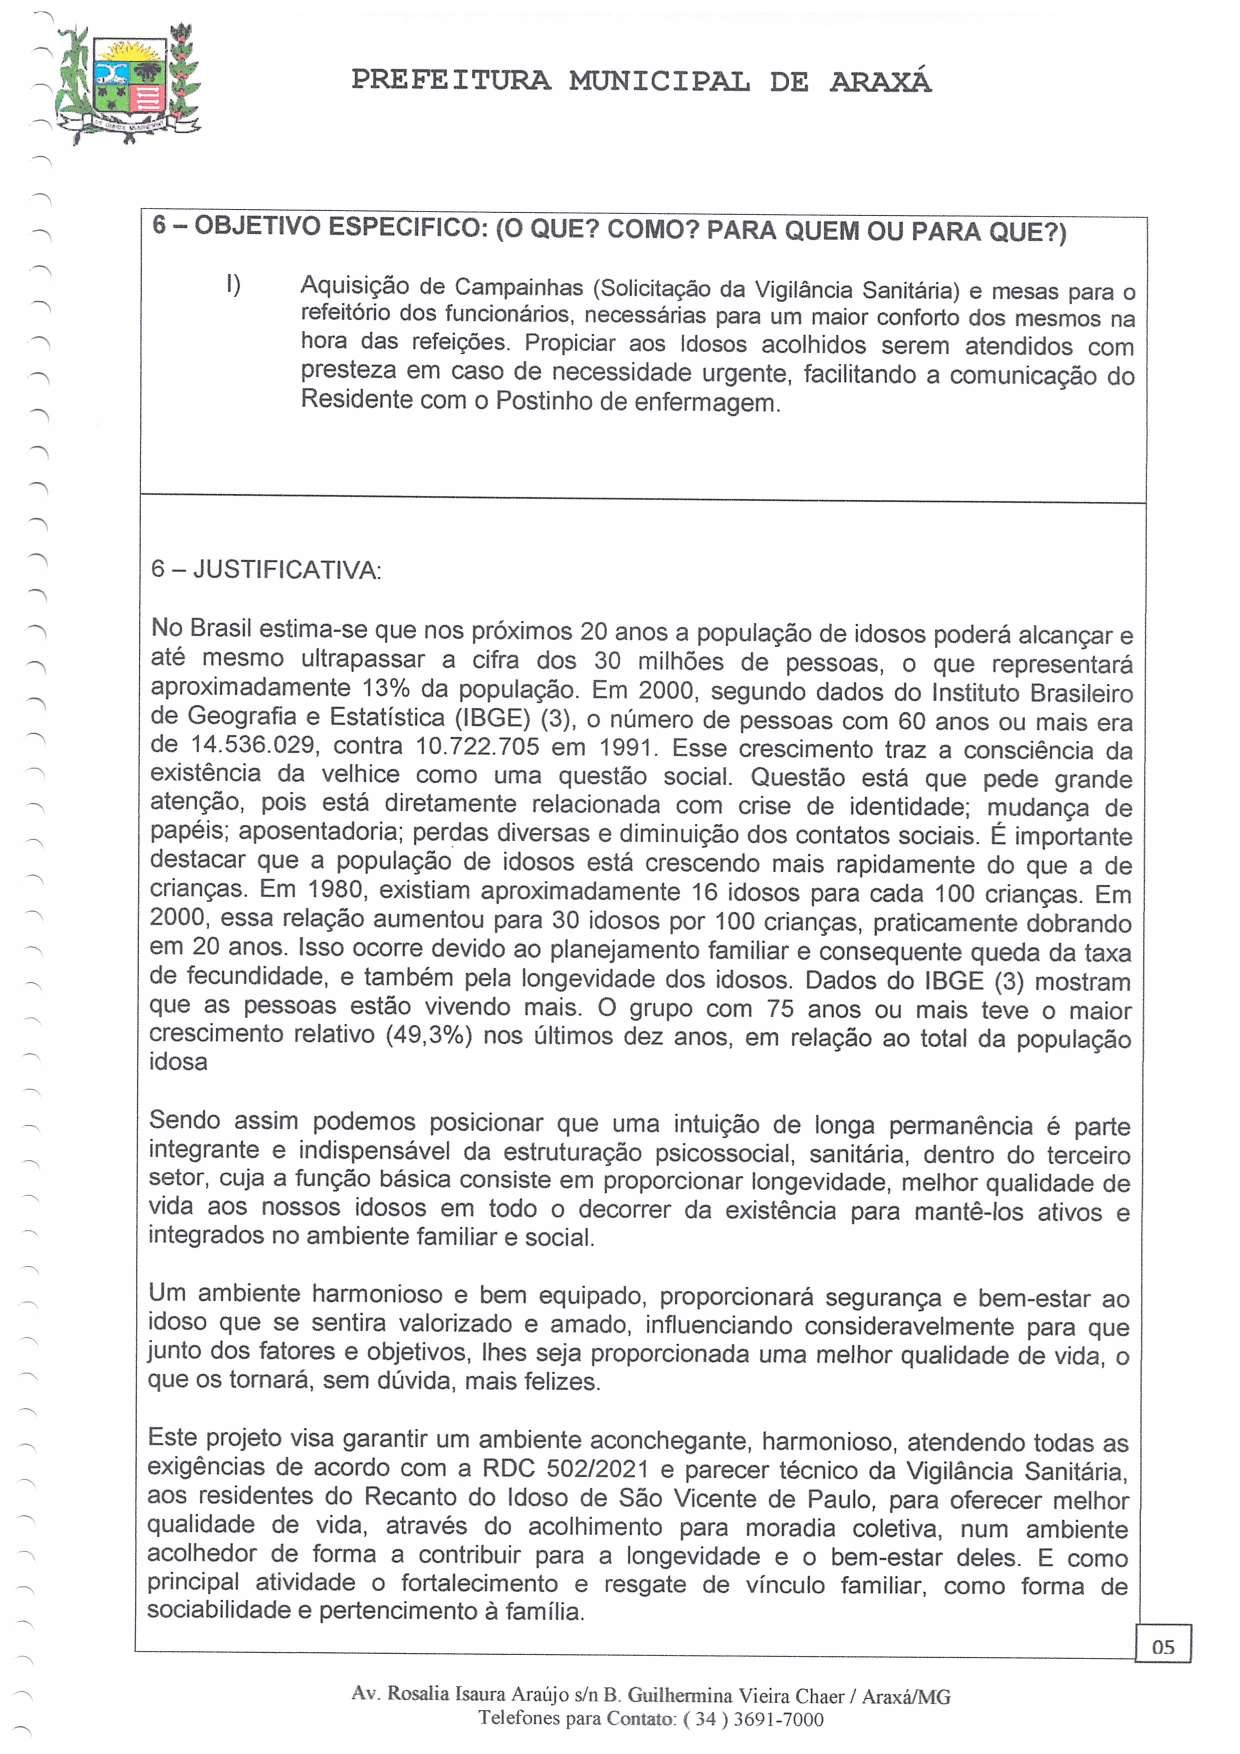 PREFEITURA MUNICIPAL DE ARAXÁ
6 – OBJETIVO ESPECIFICO: (O QUE? COMO? PARA QUEM OU PARA QUE?)
I) Aquisição de Campainhas (Solicitação da Vigilância Sanitária) e mesas para o
refeitório dos funcionários, necessárias para um maior conforto dos mesmos na
hora das refeições. Propiciar aos Idosos acolhidos serem atendidos com
presteza em caso de necessidade urgente, facilitando a comunicação do
Residente com o Postinho de enfermagem.
6 – JUSTIFICATIVA:
No Brasil estima-se que nos próximos 20 anos a população de idosos poderá alcançar e
até mesmo ultrapassar a cifra dos 30 milhões de pessoas, o que representará
aproximadamente 13% da população. Em 2000, segundo dados do Instituto Brasileiro
de Geografia e Estatística (IBGE) (3), o número de pessoas com 60 anos ou mais era
de 14.536.029, contra 10.722.705 em 1991. Esse crescimento traz a consciência da
existência da velhice como uma questão social. Questão está que pede grande
atenção, pois está diretamente relacionada com crise de identidade; mudança de
papéis; aposentadoria; perdas diversas e diminuição dos contatos sociais. É importante
destacar que a população de idosos está crescendo mais rapidamente do que a de
crianças. Em 1980, existiam aproximadamente 16 idosos para cada 100 crianças. Em
2000, essa relação aumentou para 30 idosos por 100 crianças, praticamente dobrando
em 20 anos. Isso ocorre devido ao planejamento familiar e consequente queda da taxa
de fecundidade, e também pela longevidade dos idosos. Dados do IBGE (3) mostram
que as pessoas estão vivendo mais. O grupo com 75 anos ou mais teve o maior
crescimento relativo (49,3%) nos últimos dez anos, em relação ao total da população
idosa
Sendo assim podemos posicionar que uma intuição de longa permanência é parte
integrante e indispensável da estruturação psicossocial, sanitária, dentro do terceiro
setor, cuja a função básica consiste em proporcionar longevidade, melhor qualidade de
vida aos nossos idosos em todo o decorrer da existência para mantê-los ativos e
integrados no ambiente familiar e social.
Um ambiente harmonioso e bem equipado, proporcionará segurança e bem-estar ao
idoso que se sentira valorizado e amado, influenciando consideravelmente para que
junto dos fatores e objetivos, lhes seja proporcionada uma melhor qualidade de vida, o
que os tornará, sem dúvida, mais felizes.
Este projeto visa garantir um ambiente aconchegante, harmonioso, atendendo todas as
exigências de acordo com a RDC 502/2021 e parecer técnico da Vigilância Sanitária,
aos residentes do Recanto do Idoso de São Vicente de Paulo, para oferecer melhor
qualidade de vida, através do acolhimento para moradia coletiva, num ambiente
acolhedor de forma a contribuir para a longevidade e o bem-estar deles. E como
principal atividade o fortalecimento e resgate de vínculo familiar, como forma de
sociabilidade e pertencimento à família.
05
Av. Rosalia Isaura Araújo s/n B. Guilhermina Vieira Chaer / Araxá/MG
Telefones para Contato: ( 34 ) 3691-7000